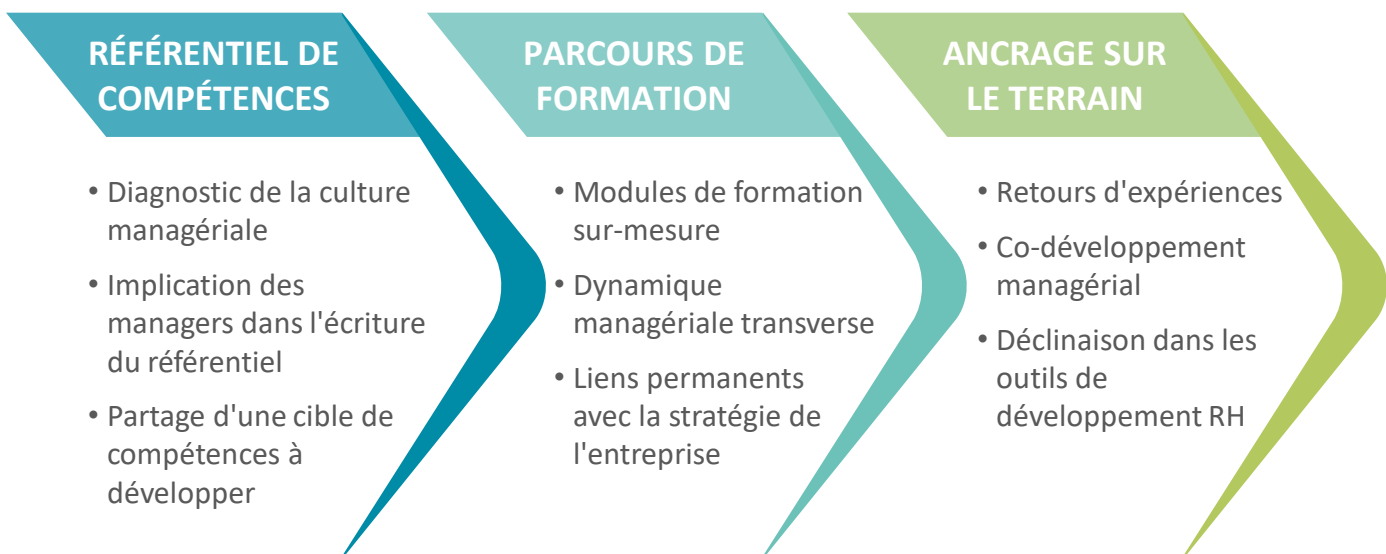 RÉFÉRENTIEL DE
COMPÉTENCES
• Diagnostic de la culture
managériale
• Implication des
managers dans l'écriture
du référentiel
• Partage d'une cible de
compétences à
développer
PARCOURS DE
FORMATION
• Modules de formation
sur-mesure
• Dynamique
managériale transverse
• Liens permanents
avec la stratégie de
l'entreprise
ANCRAGE SUR
LE TERRAIN
• Retours d'expériences
• Co-développement
managérial
• Déclinaison dans les
outils de
développement RH